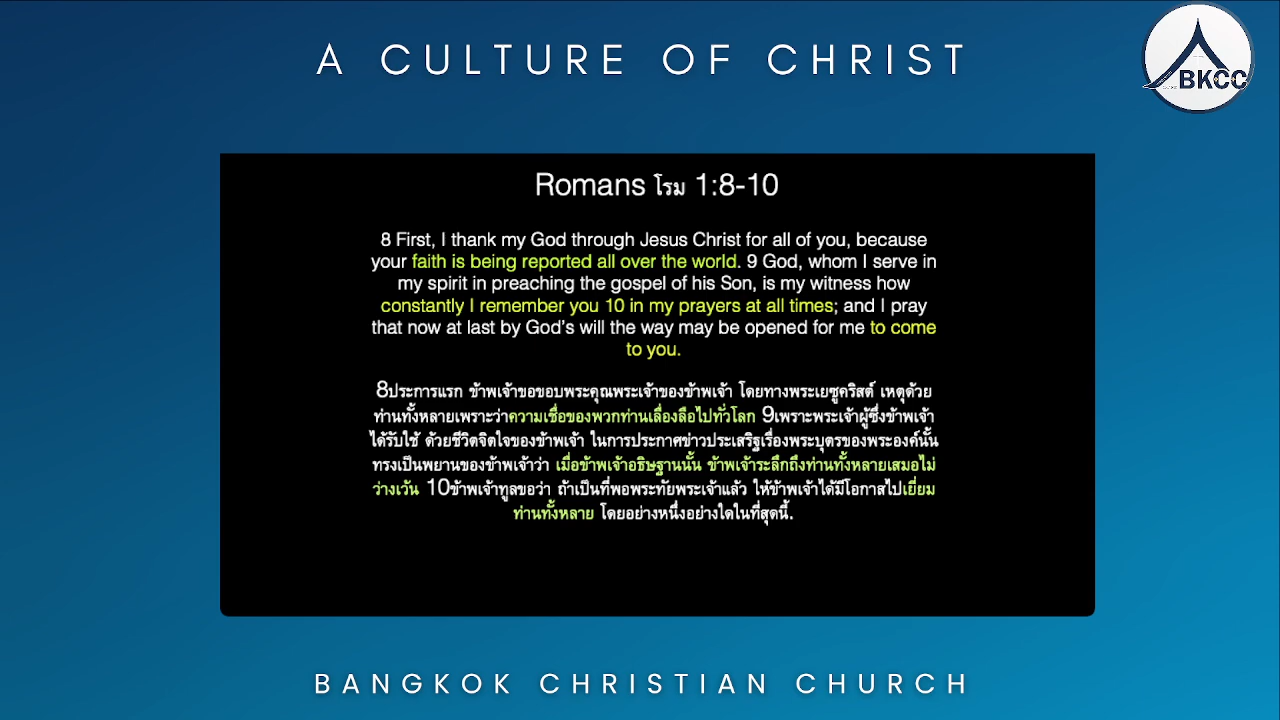 A CULTURE OF CHRIST
BKCC
Romans โรม 1:8-10
8 First, I thank my God through Jesus Christ for all of you, because
your faith is being reported all over the world. 9 God, whom I serve in
my spirit in preaching the gospel of his Son, is my witness how
constantly I remember you 10 in my prayers at all times; and I pray
that now at last by God’s will the way may be opened for me to come
to you.
8ประการแรก ข้าพเจ้าขอขอบพระคุณพระเจ้าของข้าพเจ้า โดยทางพระเยซูคริสต์ เหตุด้วย
ท่านทั้งหลายเพราะว่าความเชื่อของพวกท่านเลื่องลือไปทั่วโลก 9เพราะพระเจ้าผู้ซึ่งข้าพเจ้า
ได้รับใช้ ด้วยชีวิตจิตใจของข้าพเจ้า ในการประกาศข่าวประเสริฐเรื่องพระบุตรของพระองค์นั้น
ทรงเป็นพยานของข้าพเจ้าว่า เมื่อข้าพเจ้าอธิษฐานนั้น ข้าพเจ้าระลึกถึงท่านทั้งหลายเสมอไม่
ว่างเว้น 10ข้าพเจ้าทูลขอว่า ถ้าเป็นที่พอพระทัยพระเจ้าแล้ว ให้ข้าพเจ้าได้มีโอกาสไปเยี่ยม
ท่านทั้งหลาย โดยอย่างหนึ่งอย่างใดในที่สุดนี้.
BANGKOK CHRISTIAN CHURCH